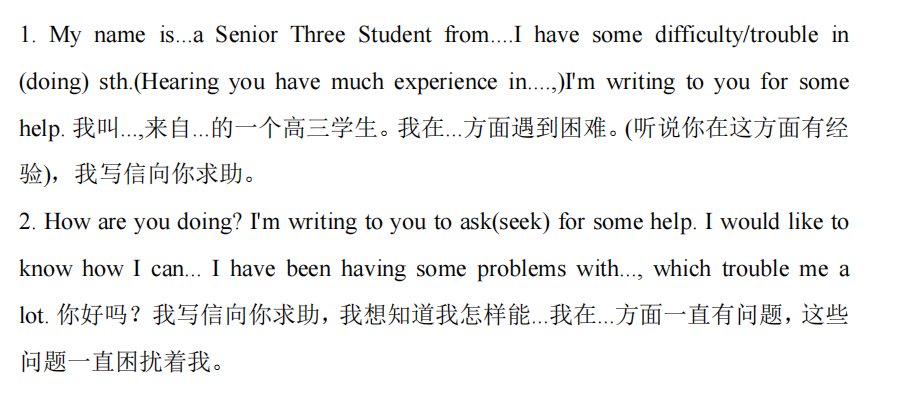 1. My name is...a Senior Three Student from....I have some difficulty/trouble in
(doing) sth.(Hearing you have much experience in....,)I'm writing to you for some
help. 我叫...,来自...的一个高三学生。我在...方面遇到困难。(听说你在这方面有经
验)，我写信向你求助。
2. How are you doing? I'm writing to you to ask(seek) for some help. I would like to
know how I can... I have been having some problems with..., which trouble me a
lot. 你好吗？我写信向你求助，我想知道我怎样能...我在...方面一直有问题，这些
问题一直困扰着我。